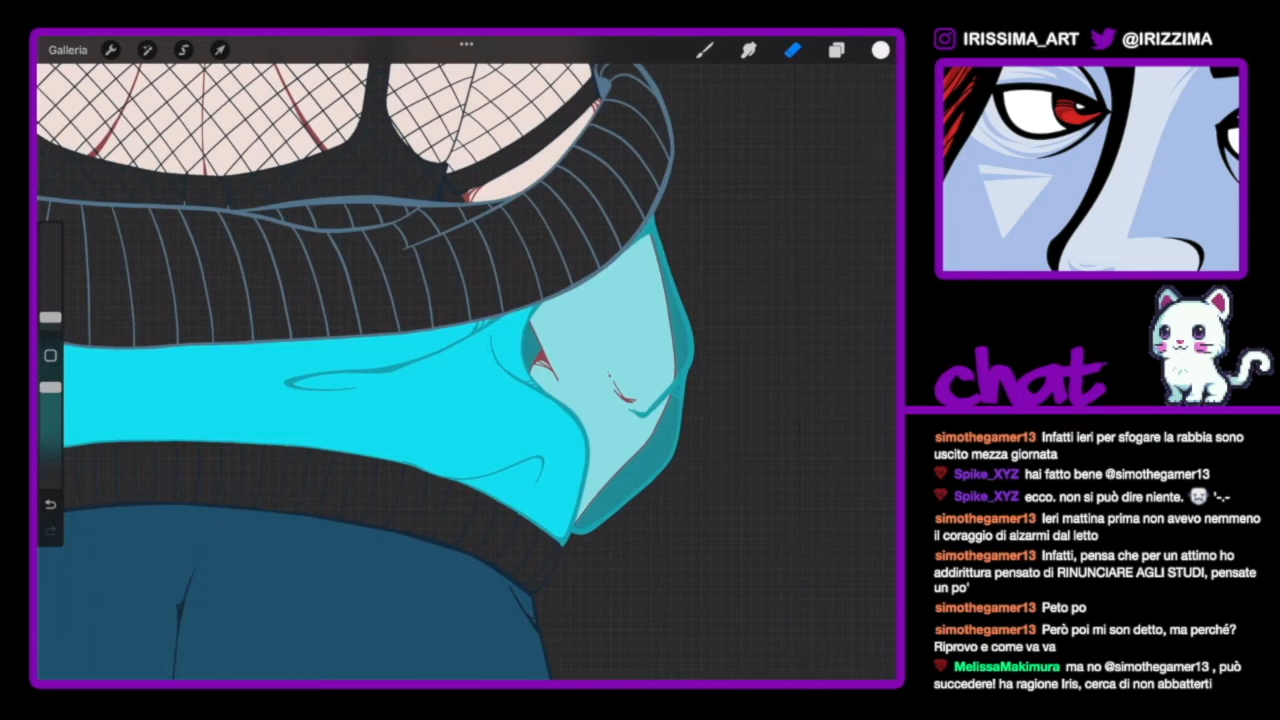 Galleria
IRISSIMA_ART @IRIZZIMA
chat
simothegamer13 Infatti ieri per sfogare la rabbia sono
uscito mezza giornata
Spike_XYZ hai fatto bene @simothegamer13
Spike_XYZ ecco. non si può dire niente. '-.-
simothegamer13 Ieri mattina prima non avevo nemmeno
il coraggio di alzarmi dal letto
simothegamer13 Infatti, pensa che per un attimo ho
addirittura pensato di RINUNCIARE AGLI STUDI, pensate
un po'
simothegamer13 Peto po
simothegamer13 Però poi mi son detto, ma perché?
Riprovo e come va va
MelissaMakimura ma no @simothegamer13 , può
succedere! ha ragione Iris, cerca di non abbatterti